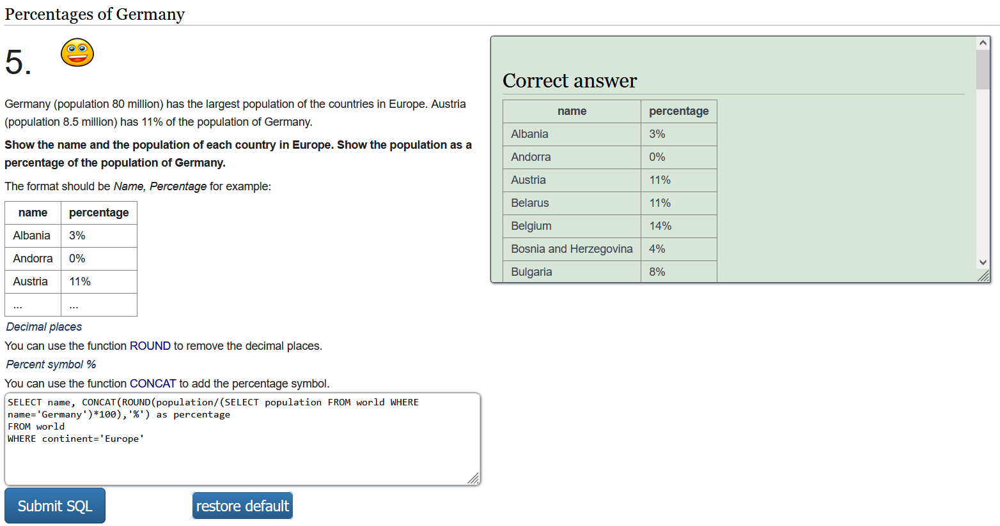 Percentages of Germany
5.
Germany (population 80 million) has the largest population of the countries in Europe. Austria
(population 8.5 million) has 11% of the population of Germany.
Show the name and the population of each country in Europe. Show the population as a
percentage of the population of Germany.
The format should be Name, Percentage for example:
name percentage
Albania 3%
Andorra 0%
Austria 11%
... ...
Decimal places
You can use the function ROUND to remove the decimal places.
Percent symbol %
You can use the function CONCAT to add the percentage symbol.
SELECT name, CONCAT(ROUND(population/(SELECT population FROM world WHERE
name='Germany')*100),'%') as percentage
FROM world
WHERE continent='Europe'
Submit SQL restore default
Correct answer
name percentage
Albania 3%
Andorra 0%
Austria 11%
Belarus 11%
Belgium 14%
Bosnia and Herzegovina 4%
Bulgaria 8%